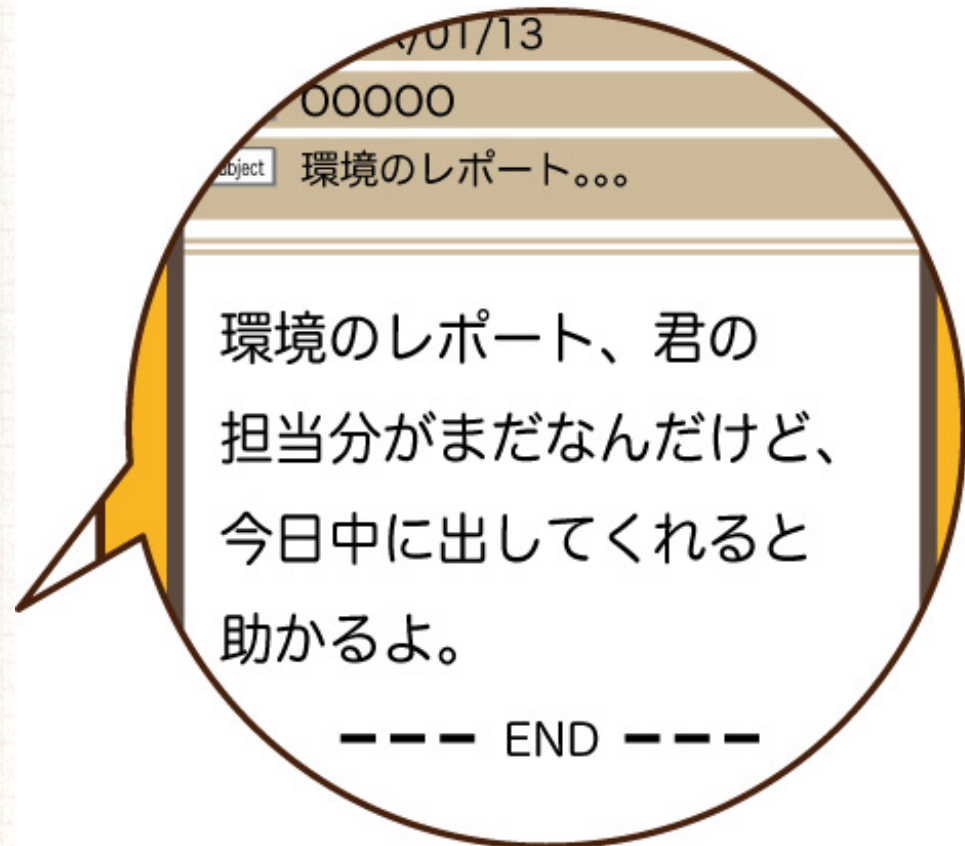 /01/13
OOOOO
環境のレポート。。。
環境のレポート、君の
担当分がまだなんだけど、
今日中に出してくれると
助かるよ。
--- END ---